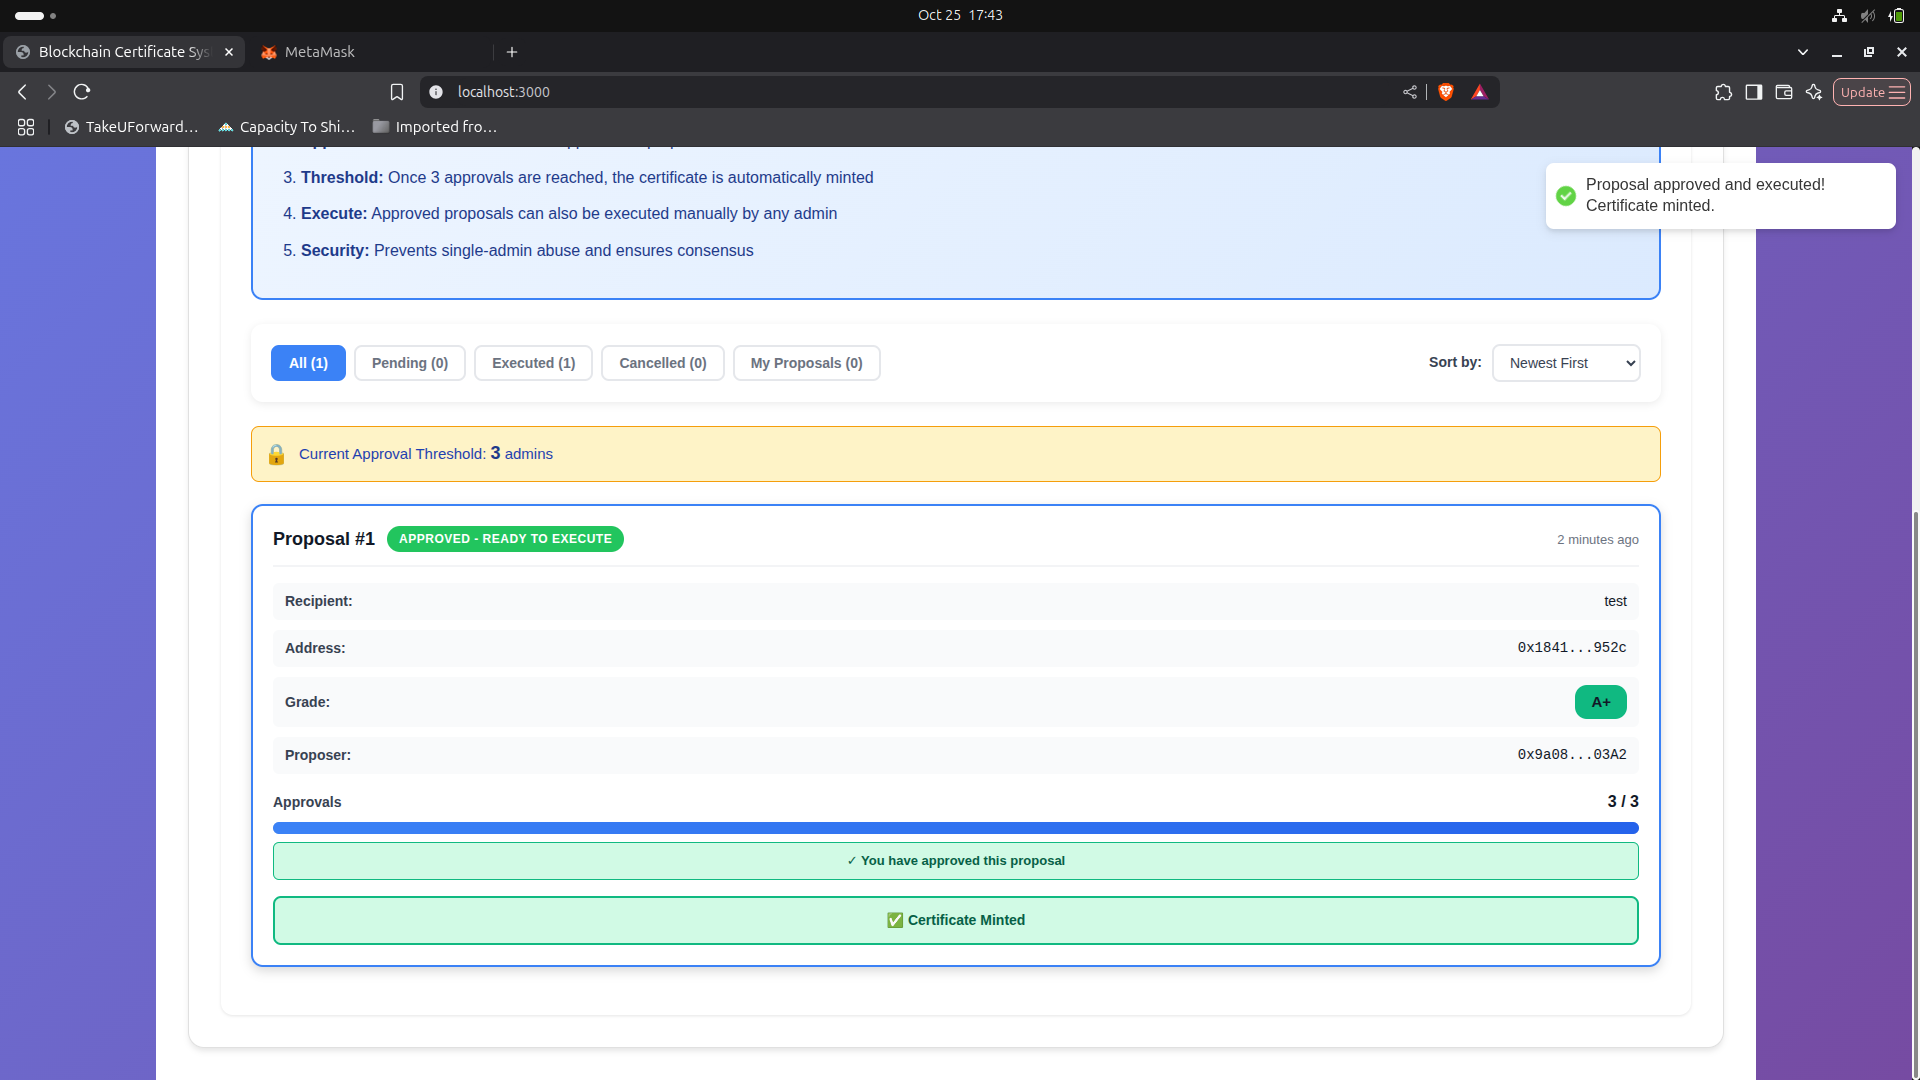 Oct 25 17:43
Blockchain Certificate Sys
MetaMask
localhost:3000
Update
TakeUForward...
Capacity To Shi...
Imported fro...
3. Threshold: Once 3 approvals are reached, the certificate is automatically minted
4. Execute: Approved proposals can also be executed manually by any admin
5. Security: Prevents single-admin abuse and ensures consensus
Proposal approved and executed!
Certificate minted.
All (1)
Pending (0)
Executed (1)
Cancelled (0)
My Proposals (0)
Sort by:
Newest First
Current Approval Threshold: 3 admins
Proposal #1
APPROVED - READY TO EXECUTE
2 minutes ago
Recipient:
test
Address:
0x1841...952c
Grade:
A+
Proposer:
0x9a08...03A2
Approvals
3 / 3
✓ You have approved this proposal
✅ Certificate Minted